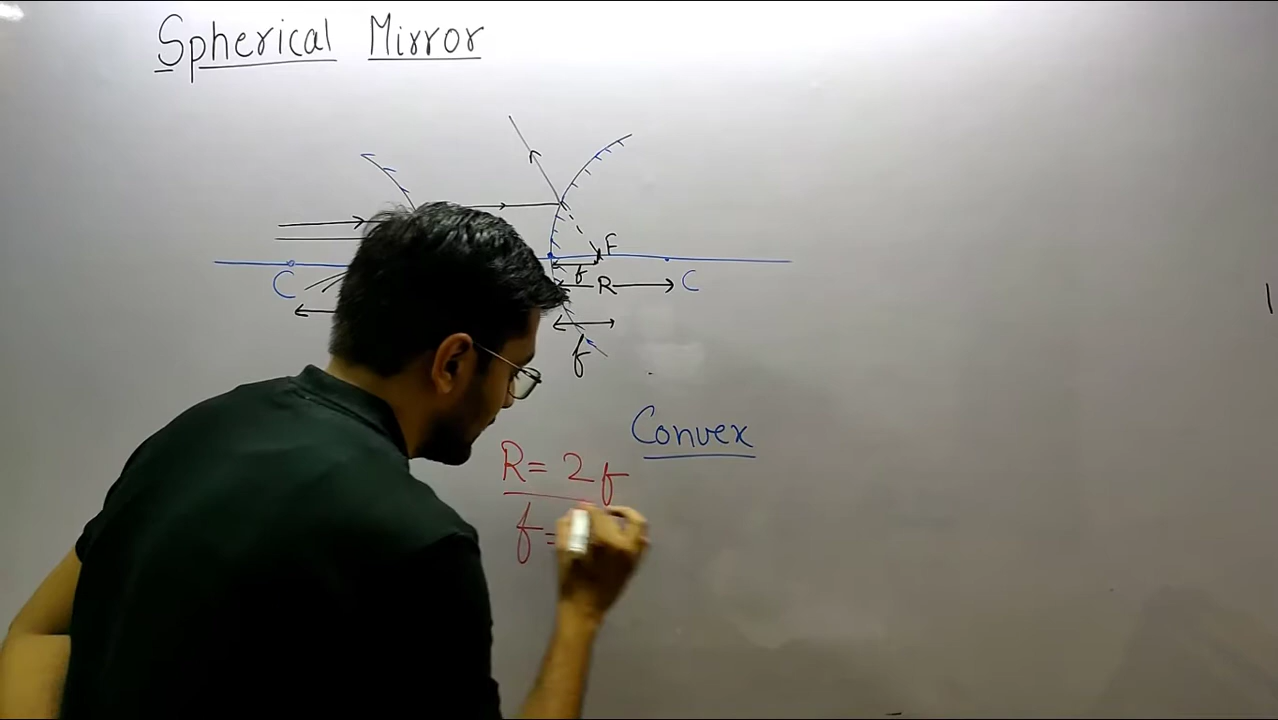 Spherical Mirror
F
C
f
R
C
f
Convex
R = 2f
f =